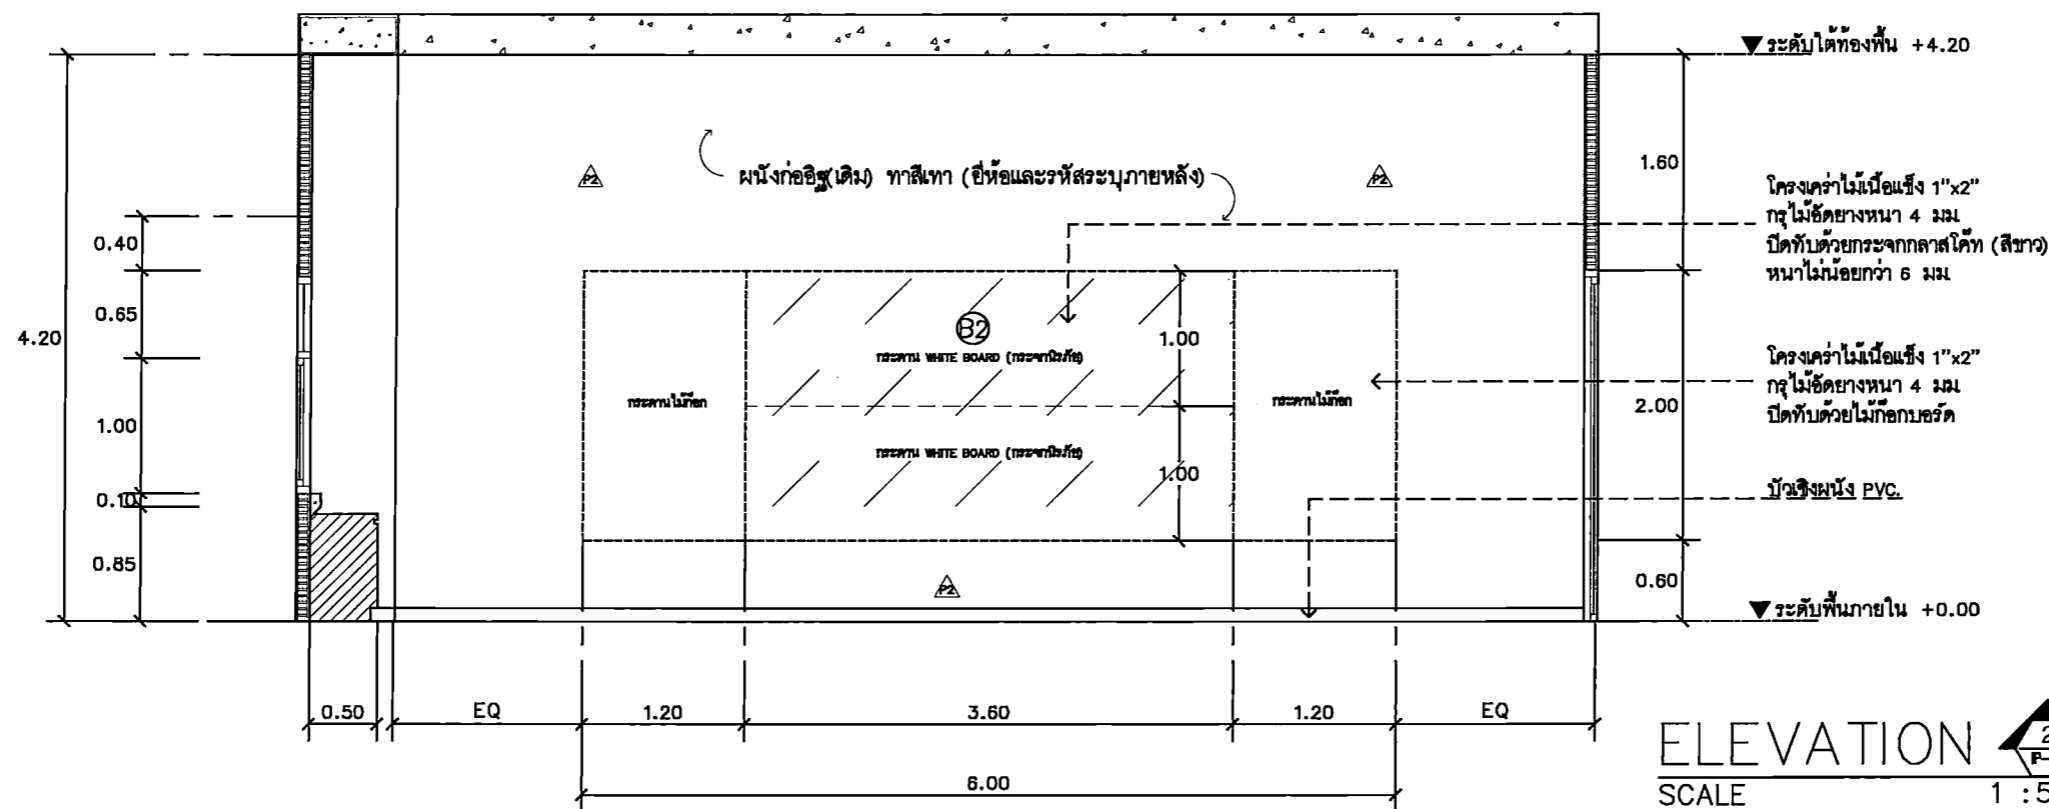 ระดับใต้ท้องพื้น +4.20
4.20
0.40
0.65
1.00
0.10
0.85
P2
ผนังก่ออิฐ(เดิม) ทาสีเทา (ยี่ห้อและรหัสระบุภายหลัง)
P2
1.60
โครงเคร่าไม้เนื้อแข็ง 1"x2"
กรุไม้อัดยางหนา 4 มม.
ปิดทับด้วยกระจกกลาสโค๊ท (สีขาว)
หนาไม่น้อยกว่า 6 มม.
B2
กระดาน WHITE BOARD (กระจกนิรภัย)
1.00
กระดานไม้ก๊อก
กระดานไม้ก๊อก
2.00
โครงเคร่าไม้เนื้อแข็ง 1"x2"
กรุไม้อัดยางหนา 4 มม.
ปิดทับด้วยไม้ก๊อกบอร์ด
กระดาน WHITE BOARD (กระจกนิรภัย)
1.00
บัวเชิงผนัง PVC.
P2
0.60
ระดับพื้นภายใน +0.00
0.50
EQ
1.20
3.60
1.20
EQ
6.00
ELEVATION
SCALE 1 : 5